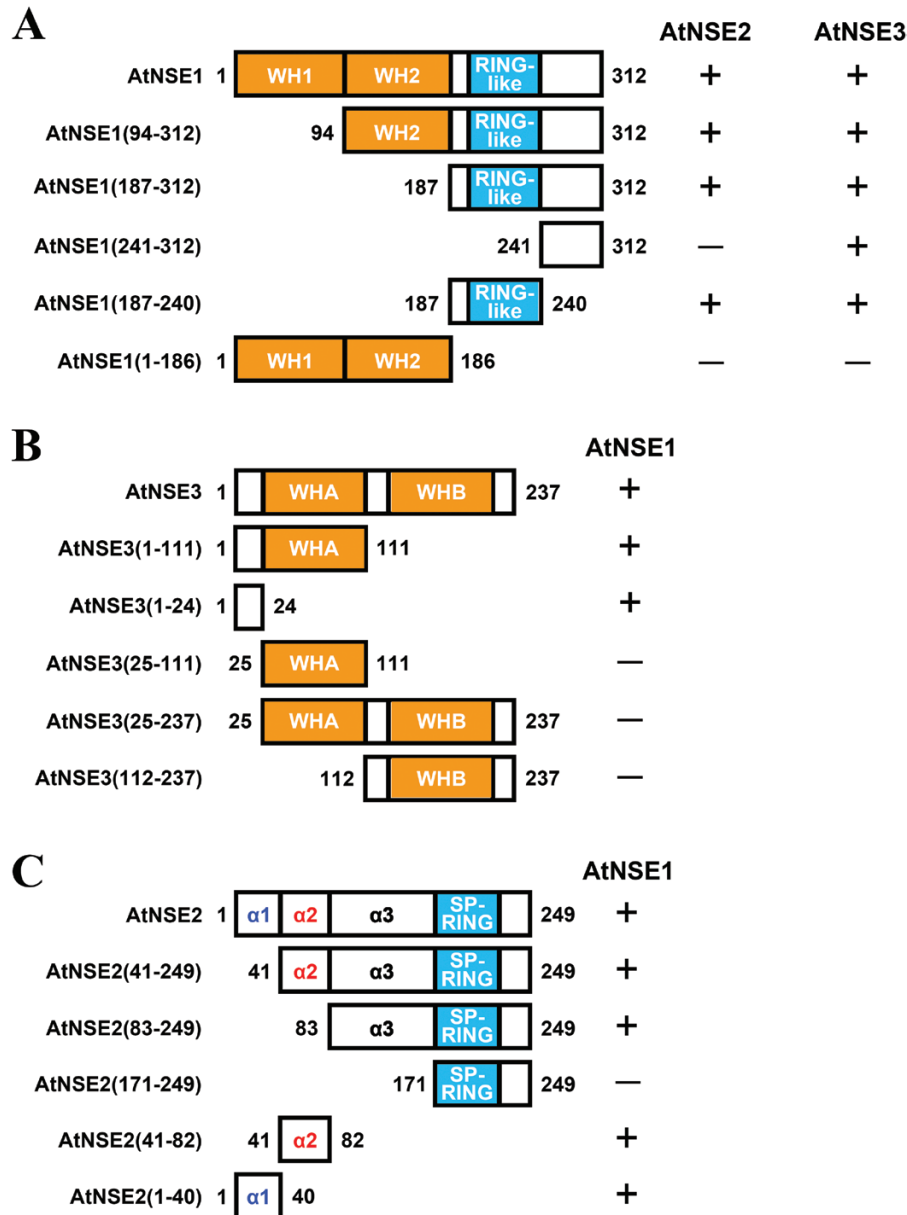 A
AtNSE2 AtNSE3
AtNSE1 1 WH1 WH2 RING-like 312 + +
AtNSE1(94-312) 94 WH2 RING-like 312 + +
AtNSE1(187-312) 187 RING-like 312 + +
AtNSE1(241-312) 241 312 — +
AtNSE1(187-240) 187 RING-like 240 + +
AtNSE1(1-186) 1 WH1 WH2 186 — —
B
AtNSE1
AtNSE3 1 WHA WHB 237 +
AtNSE3(1-111) 1 WHA 111 +
AtNSE3(1-24) 1 24 +
AtNSE3(25-111) 25 WHA 111 —
AtNSE3(25-237) 25 WHA WHB 237 —
AtNSE3(112-237) 112 WHB 237 —
C
AtNSE1
AtNSE2 1 α1 α2 α3 SP-RING 249 +
AtNSE2(41-249) 41 α2 α3 SP-RING 249 +
AtNSE2(83-249) 83 α3 SP-RING 249 +
AtNSE2(171-249) 171 SP-RING 249 —
AtNSE2(41-82) 41 α2 82 +
AtNSE2(1-40) 1 α1 40 +